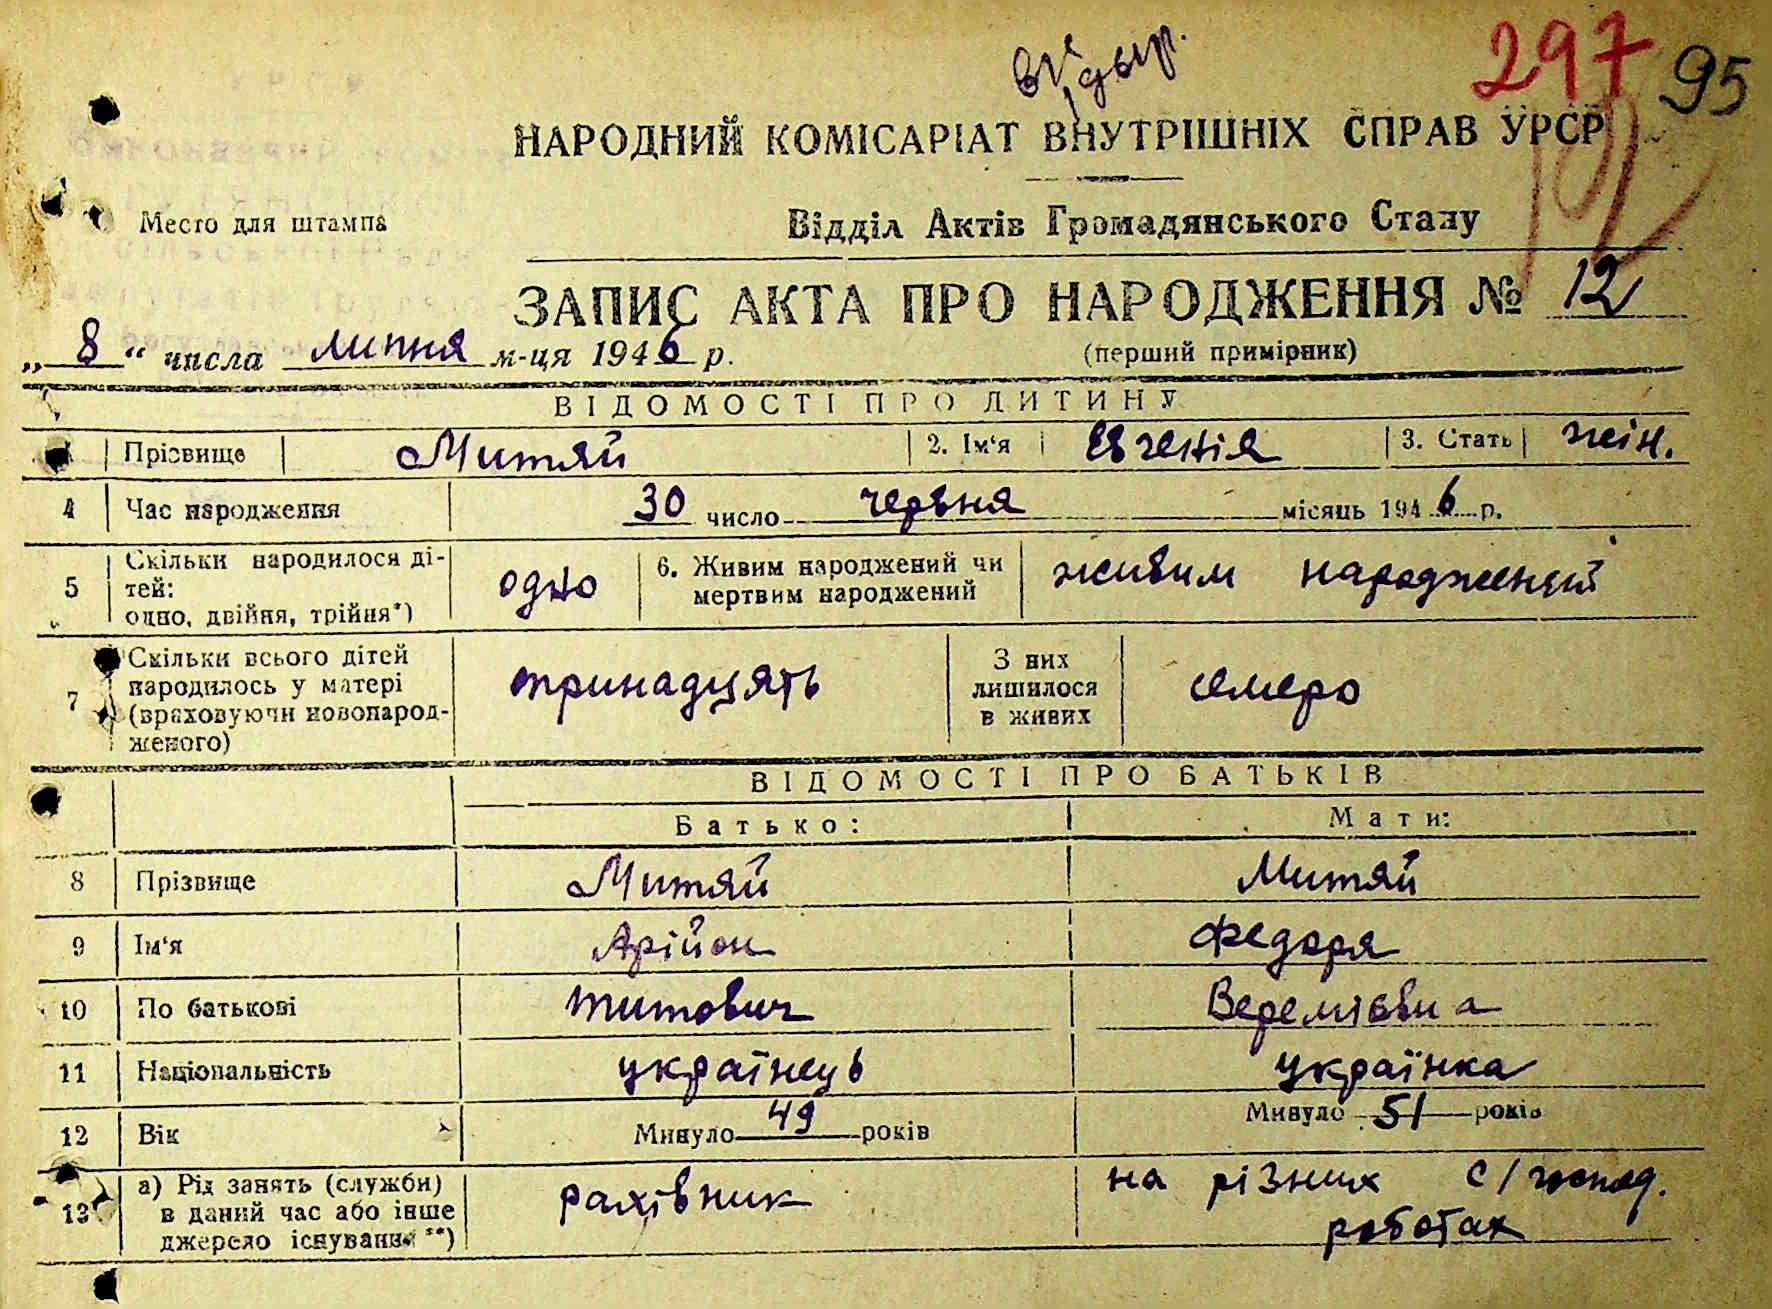 297 95
НАРОДНИЙ КОМІСАРІАТ ВНУТРІШНІХ СПРАВ УРСР
Место для штампа
Відділ Актів Громадянського Стану
ЗАПИС АКТА ПРО НАРОДЖЕННЯ № 12
„8“ числа липня м-ця 1946 р.
(перший примірник)
ВІДОМОСТІ ПРО ДИТИНУ
Прізвище Митяй 2. Ім'я Євгенія 3. Стать жін.
4 Час народження 30 число червня місяць 1946 р.
5 Скільки народилося ді-
тей:
одно, двійня, трійня*) одно 6. Живим народжений чи
мертвим народжений живим народжений
7 Скільки всього дітей
народилось у матері
(враховуючи новонарод-
женого) тринадцять З них
лишилося
в живих семеро
ВІДОМОСТІ ПРО БАТЬКІВ
Батько: Мати:
8 Прізвище Митяй Митяй
9 Ім'я Арійон Федоря
10 По батькові Титович Веремієвна
11 Національність українець українка
12 Вік Минуло 49 років Минуло 51 років
13 а) Рід занять (служби)
в даний час або інше
джерело існування **) рахівник на різних с/господ.
роботах